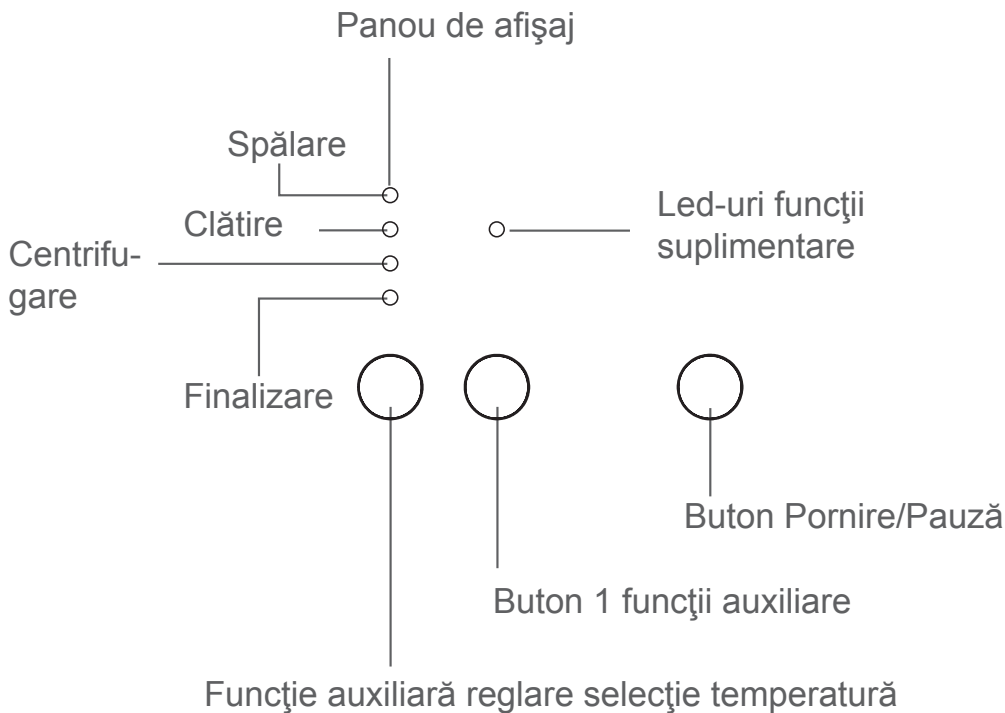 Panou de afişaj
Spălare
Clătire
Centrifu-
gare
Finalizare
Led-uri funcţii
suplimentare
Buton Pornire/Pauză
Buton 1 funcţii auxiliare
Funcţie auxiliară reglare selecţie temperatură